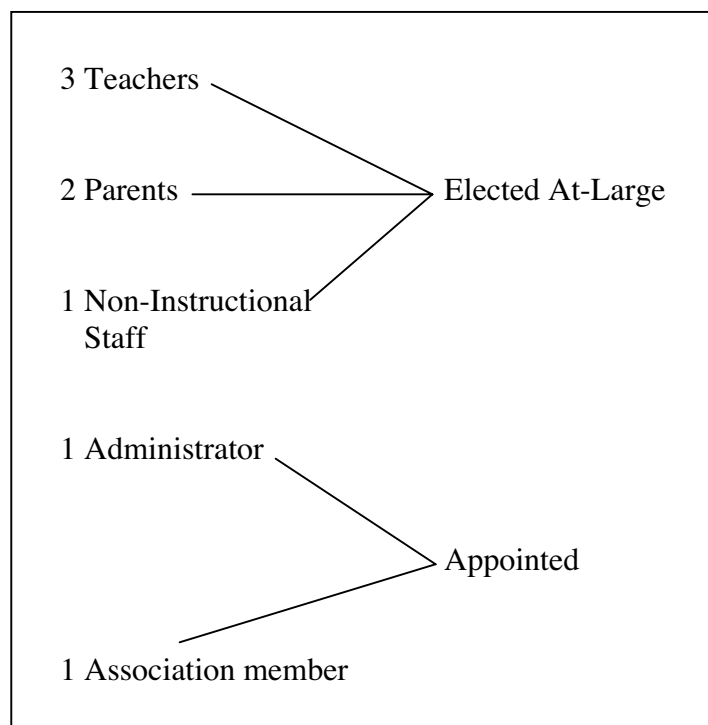 3 Teachers
2 Parents
Elected At-Large
1 Non-Instructional
Staff
1 Administrator
Appointed
1 Association member